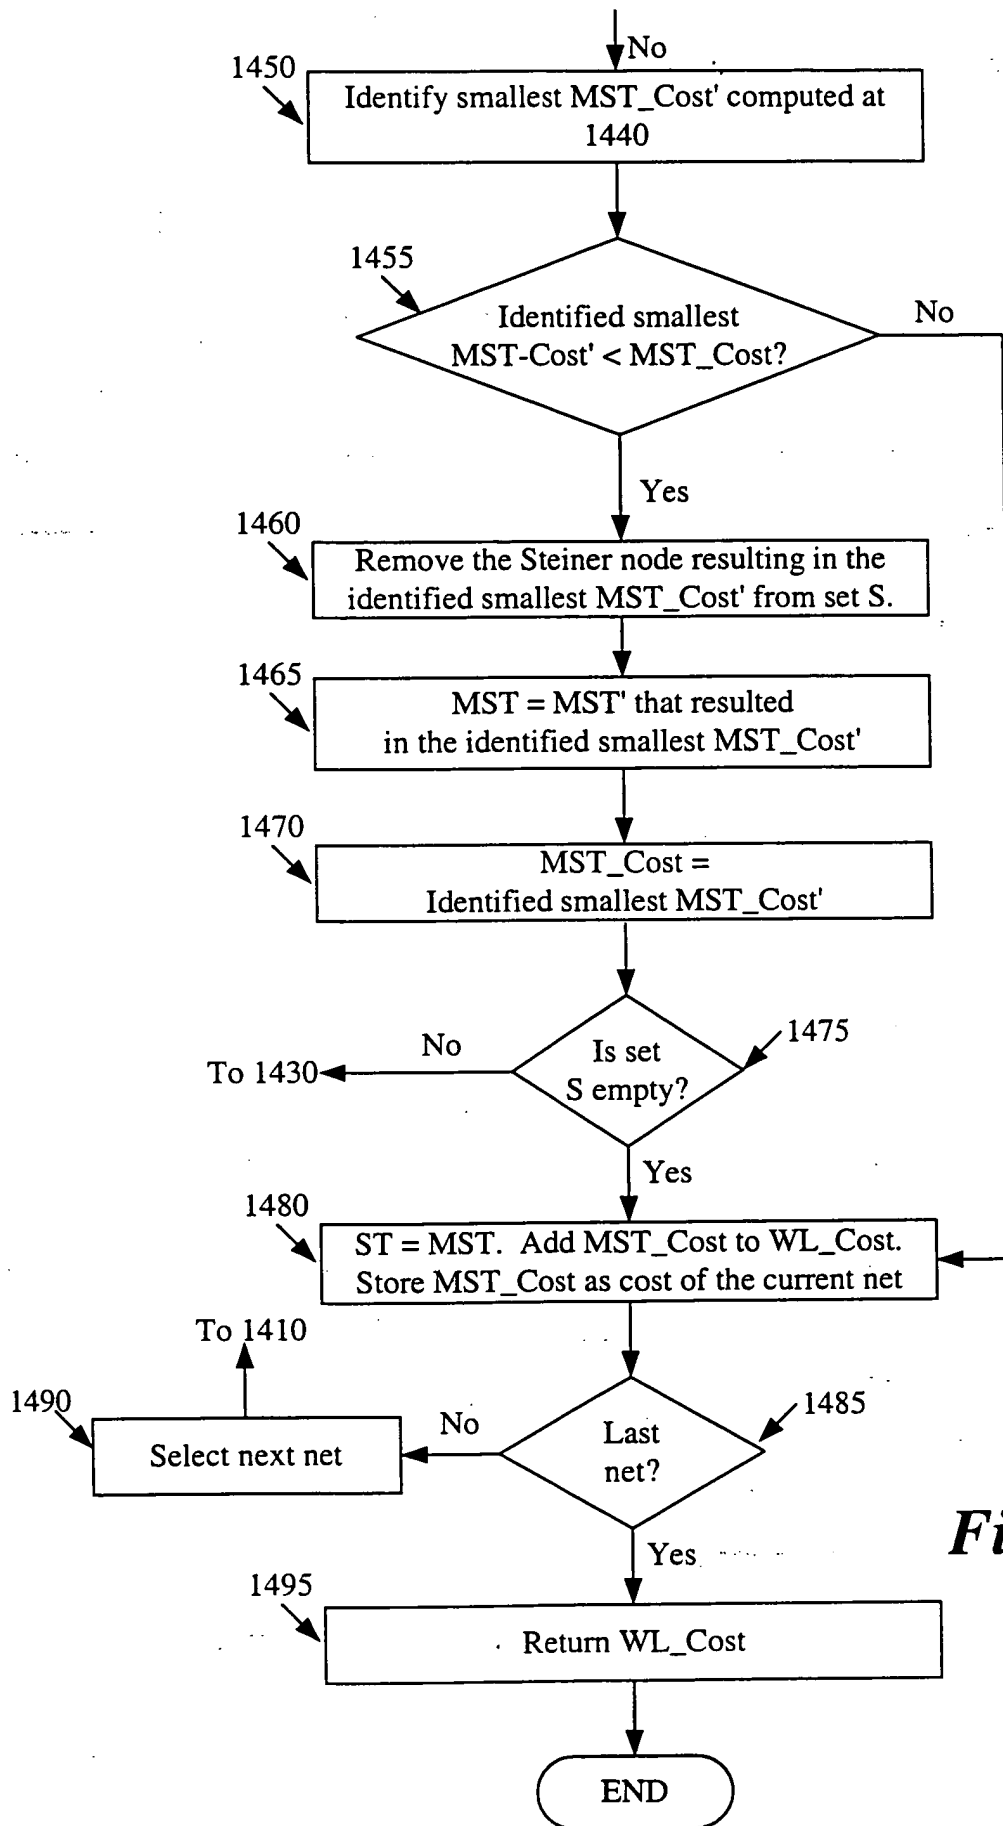 No
1450
Identify smallest MST_Cost' computed at
1440
1455
Identified smallest
MST-Cost' < MST_Cost?
No
Yes
1460
Remove the Steiner node resulting in the
identified smallest MST_Cost' from set S.
1465
MST = MST' that resulted
in the identified smallest MST_Cost'
1470
MST_Cost =
Identified smallest MST_Cost'
1475
Is set
S empty?
No
To 1430
Yes
1480
ST = MST. Add MST_Cost to WL_Cost.
Store MST_Cost as cost of the current net
To 1410
1490
Select next net
No
1485
Last
net?
Fi
Yes
1495
Return WL_Cost
END